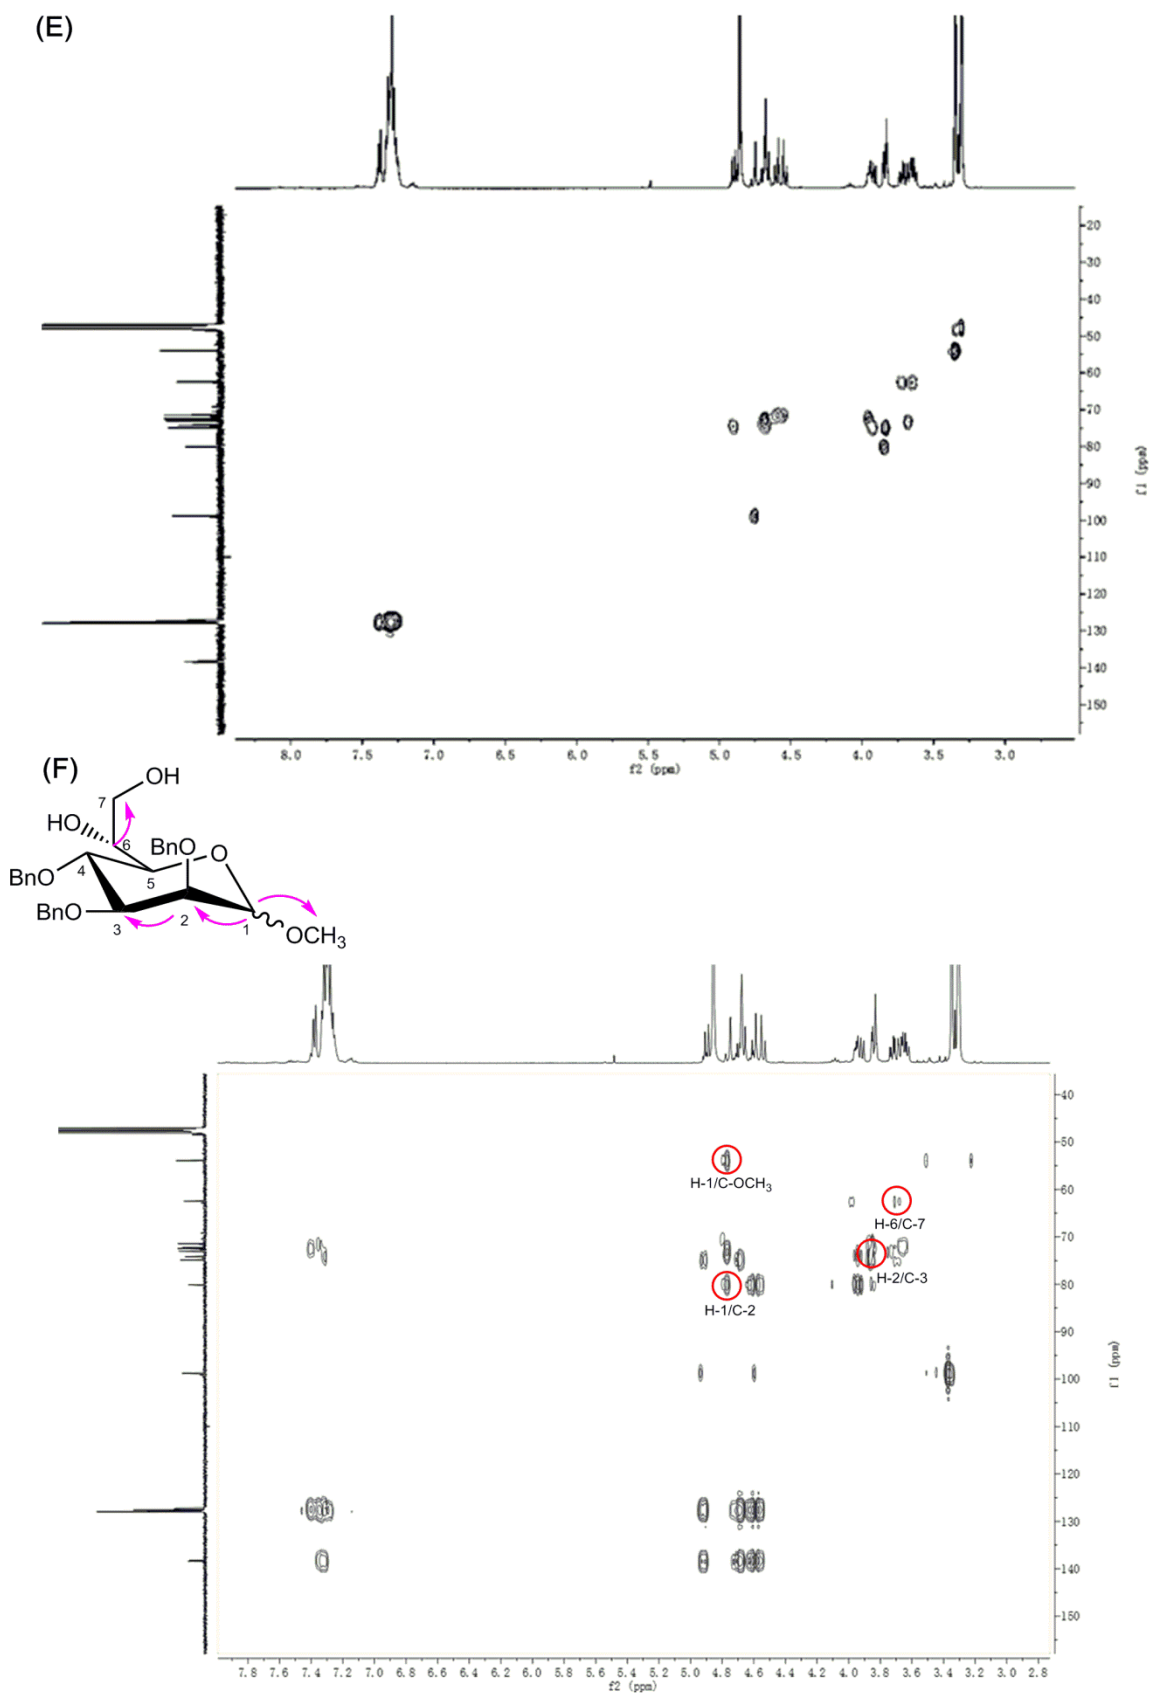 (E)
20
30
40
50
60
70
80
90
100
110
120
130
140
150
f1 (ppm)
8.0 7.5 7.0 6.5 6.0 5.5 5.0 4.5 4.0 3.5 3.0
f2 (ppm)
(F)
OH
7
HO
6
BnO
O
4
BnO
5
BnO
3
2
1
OCH3
40
50
H-1/C-OCH3
60
H-6/C-7
70
H-2/C-3
80
H-1/C-2
90
100
110
120
130
140
150
f1 (ppm)
7.8 7.6 7.4 7.2 7.0 6.8 6.6 6.4 6.2 6.0 5.8 5.6 5.4 5.2 5.0 4.8 4.6 4.4 4.2 4.0 3.8 3.6 3.4 3.2 3.0 2.8
f2 (ppm)